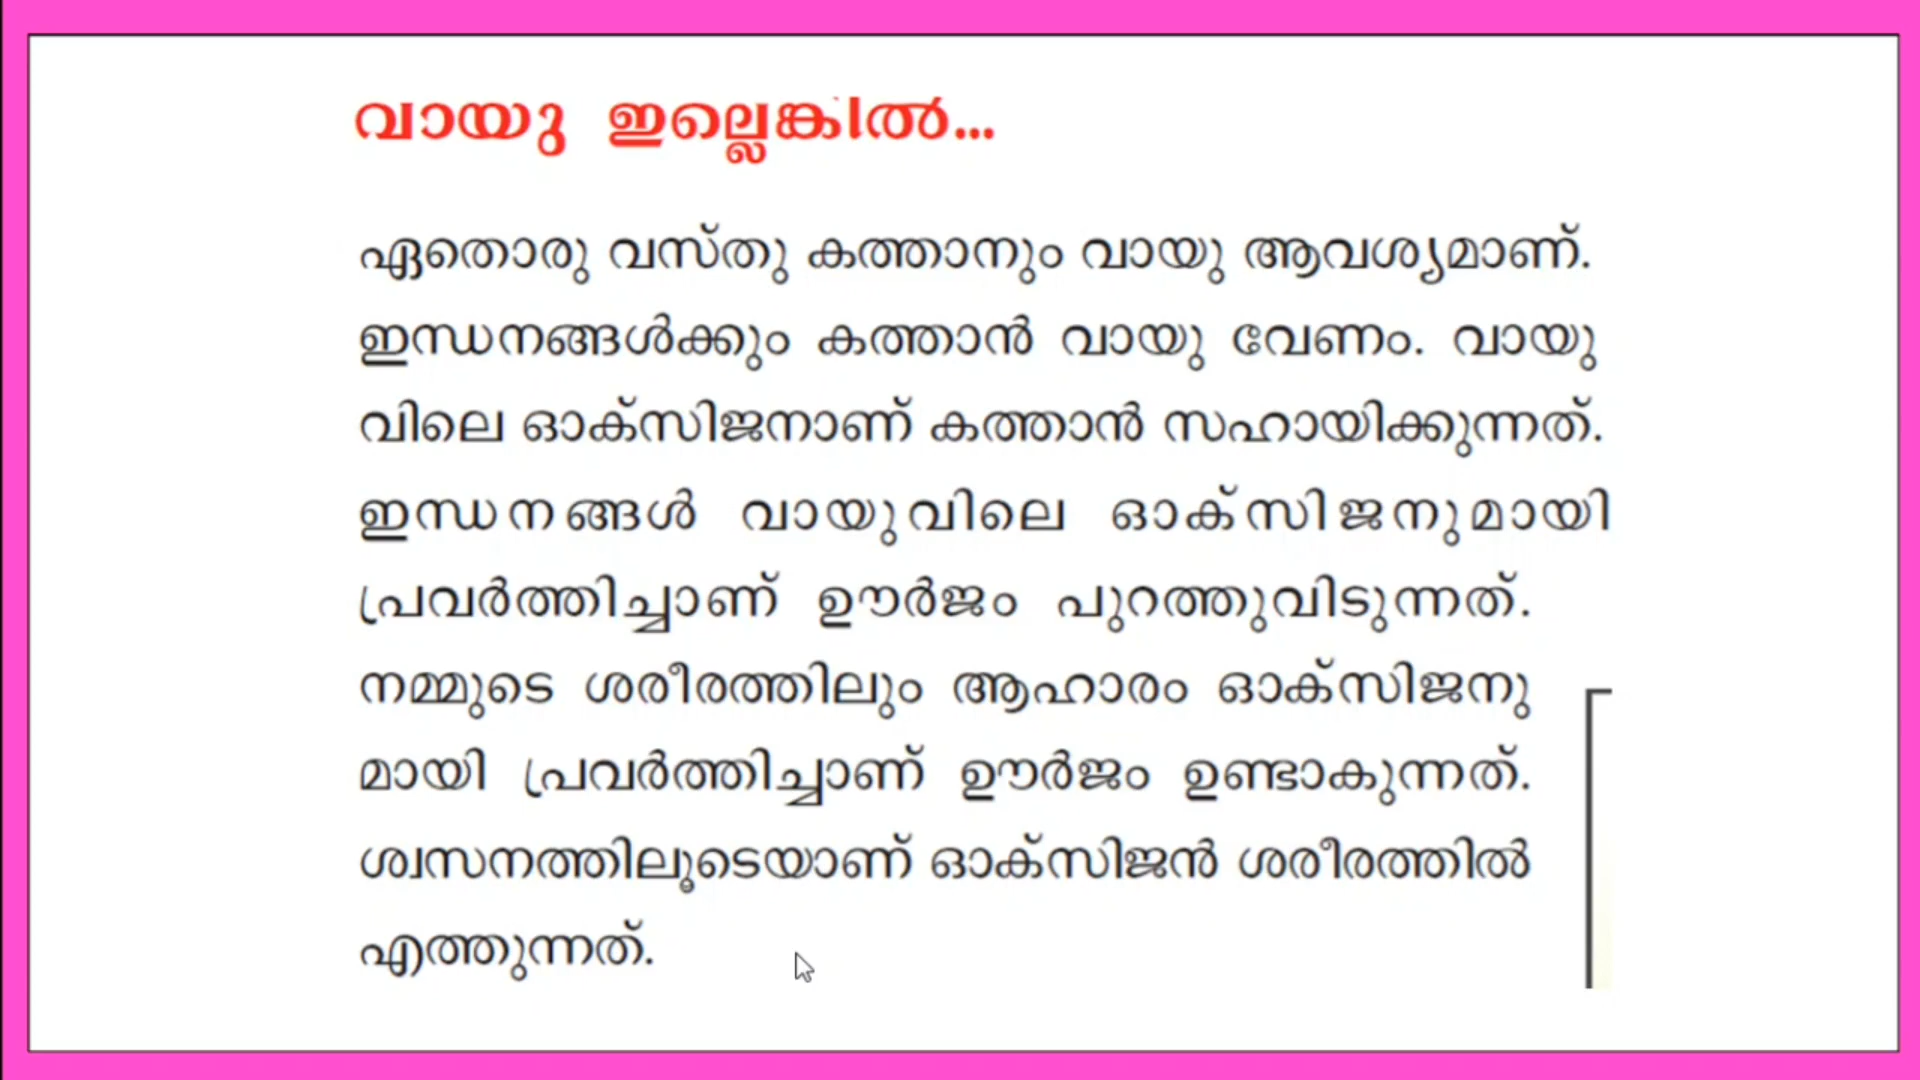 വായു ഇല്ലെങ്കിൽ...
ഏതൊരു വസ്തു കത്താനും വായു ആവശ്യമാണ്.
ഇന്ധനങ്ങൾക്കും കത്താൻ വായു വേണം. വായു
വിലെ ഓക്സിജനാണ് കത്താൻ സഹായിക്കുന്നത്.
ഇന്ധനങ്ങൾ വായുവിലെ ഓക്സിജനുമായി
പ്രവർത്തിച്ചാണ് ഊർജം പുറത്തുവിടുന്നത്.
നമ്മുടെ ശരീരത്തിലും ആഹാരം ഓക്സിജനു
മായി പ്രവർത്തിച്ചാണ് ഊർജം ഉണ്ടാകുന്നത്.
ശ്വസനത്തിലൂടെയാണ് ഓക്സിജൻ ശരീരത്തിൽ
എത്തുന്നത്.